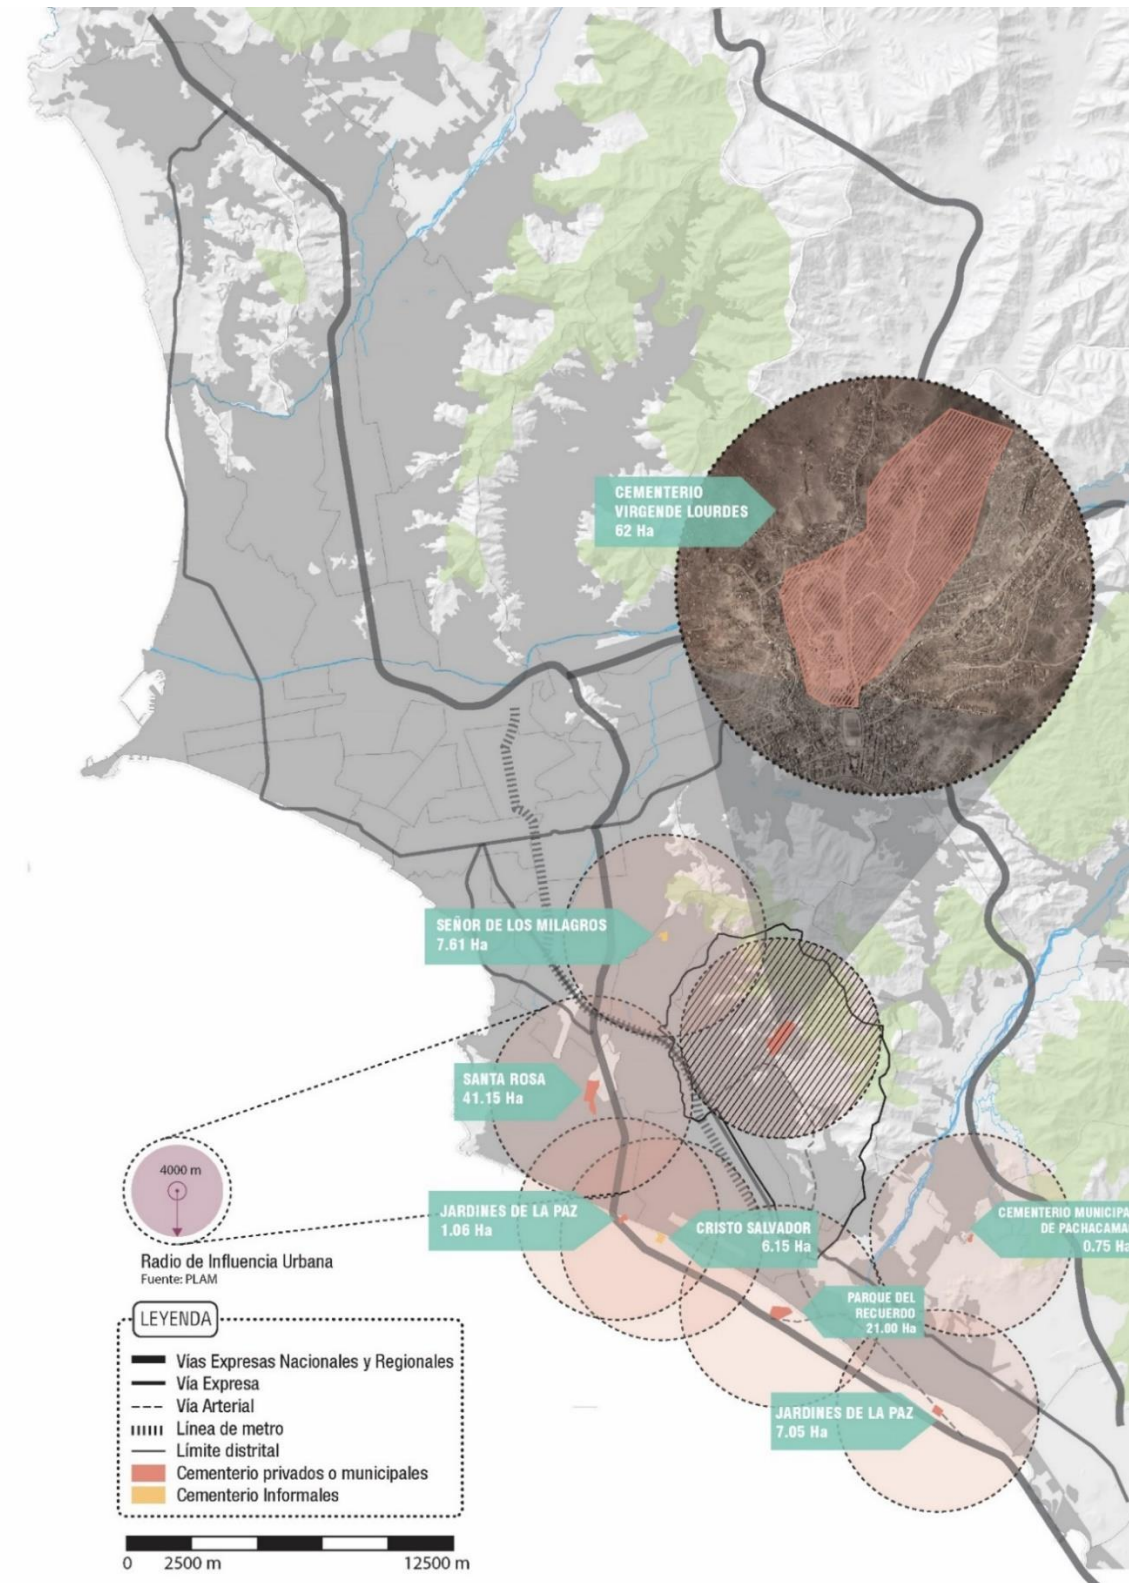 CEMENTERIO
VIRGENDE LOURDES
62 Ha
SEÑOR DE LOS MILAGROS
7.61 Ha
SANTA ROSA
41.15 Ha
4000 m
Radio de Influencia Urbana
Fuente: PLAM
JARDINES DE LA PAZ
1.06 Ha
CRISTO SALVADOR
6.15 Ha
CEMENTERIO MUNICIPA
DE PACHACAMA
0.75 Ha
PARQUE DEL
RECUERDO
21.00 Ha
JARDINES DE LA PAZ
7.05 Ha
LEYENDA
Vías Expresas Nacionales y Regionales
Vía Expresa
Vía Arterial
Línea de metro
Límite distrital
Cementerio privados o municipales
Cementerio Informales
0 2500 m 12500 m